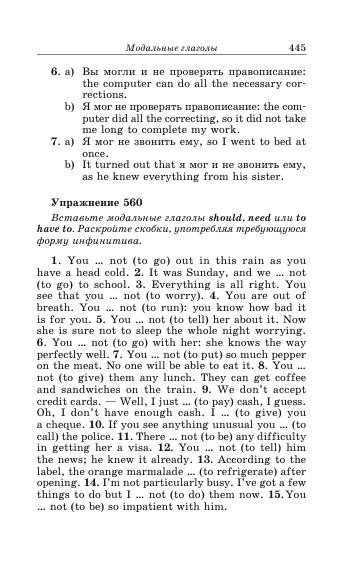 Модальные глаголы 445
6. a) Вы могли и не проверять правописание:
the computer can do all the necessary cor-
rections.
b) Я мог не проверять правописание: the com-
puter did all the correcting, so it did not take
me long to complete my work.
7. a) Я мог не звонить ему, so I went to bed at
once.
b) It turned out that я мог и не звонить ему,
as he knew everything from his sister.
Упражнение 560
Вставьте модальные глаголы should, need или to
have to. Раскройте скобки, употребляя требующуюся
форму инфинитива.
1. You ... not (to go) out in this rain as you
have a head cold. 2. It was Sunday, and we ... not
(to go) to school. 3. Everything is all right. You
see that you ... not (to worry). 4. You are out of
breath. You ... not (to run): you know how bad it
is for you. 5. You ... not (to tell) her about it. Now
she is sure not to sleep the whole night worrying.
6. You ... not (to go) with her: she knows the way
perfectly well. 7. You ... not (to put) so much pepper
on the meat. No one will be able to eat it. 8. You ...
not (to give) them any lunch. They can get coffee
and sandwiches on the train. 9. We don't accept
credit cards. — Well, I just ... (to pay) cash, I guess.
Oh, I don't have enough cash. I ... (to give) you
a cheque. 10. If you see anything unusual you ... (to
call) the police. 11. There ... not (to be) any difficulty
in getting her a visa. 12. You ... not (to tell) him
the news; he knew it already. 13. According to the
label, the orange marmalade ... (to refrigerate) after
opening. 14. I'm not particularly busy. I've got a few
things to do but I ... not (to do) them now. 15. You
... not (to be) so impatient with him.